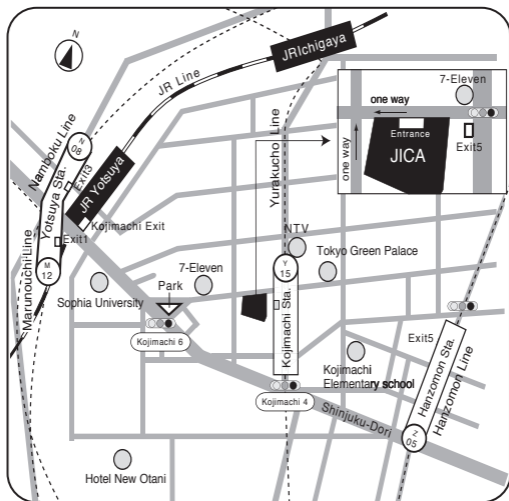 N
JR Line
JRIchigaya
7-Eleven
one way
one way
Entrance
JICA
Exit5
Namboku Line
N
08
Yotsuya Sta.
Exit3
JR Yotsuya
Kojimachi Exit
Exit1
Marunouchi Line
M
12
Yurakucho Line
NTV
Y
15
Kojimachi Sta.
Tokyo Green Palace
7-Eleven
Sophia University
Park
Kojimachi 6
Exit5
Kojimachi
Elementary school
Kojimachi 4
Shinjuku-Dori
Hanzomon Sta.
Hanzomon Line
Z
05
Hotel New Otani